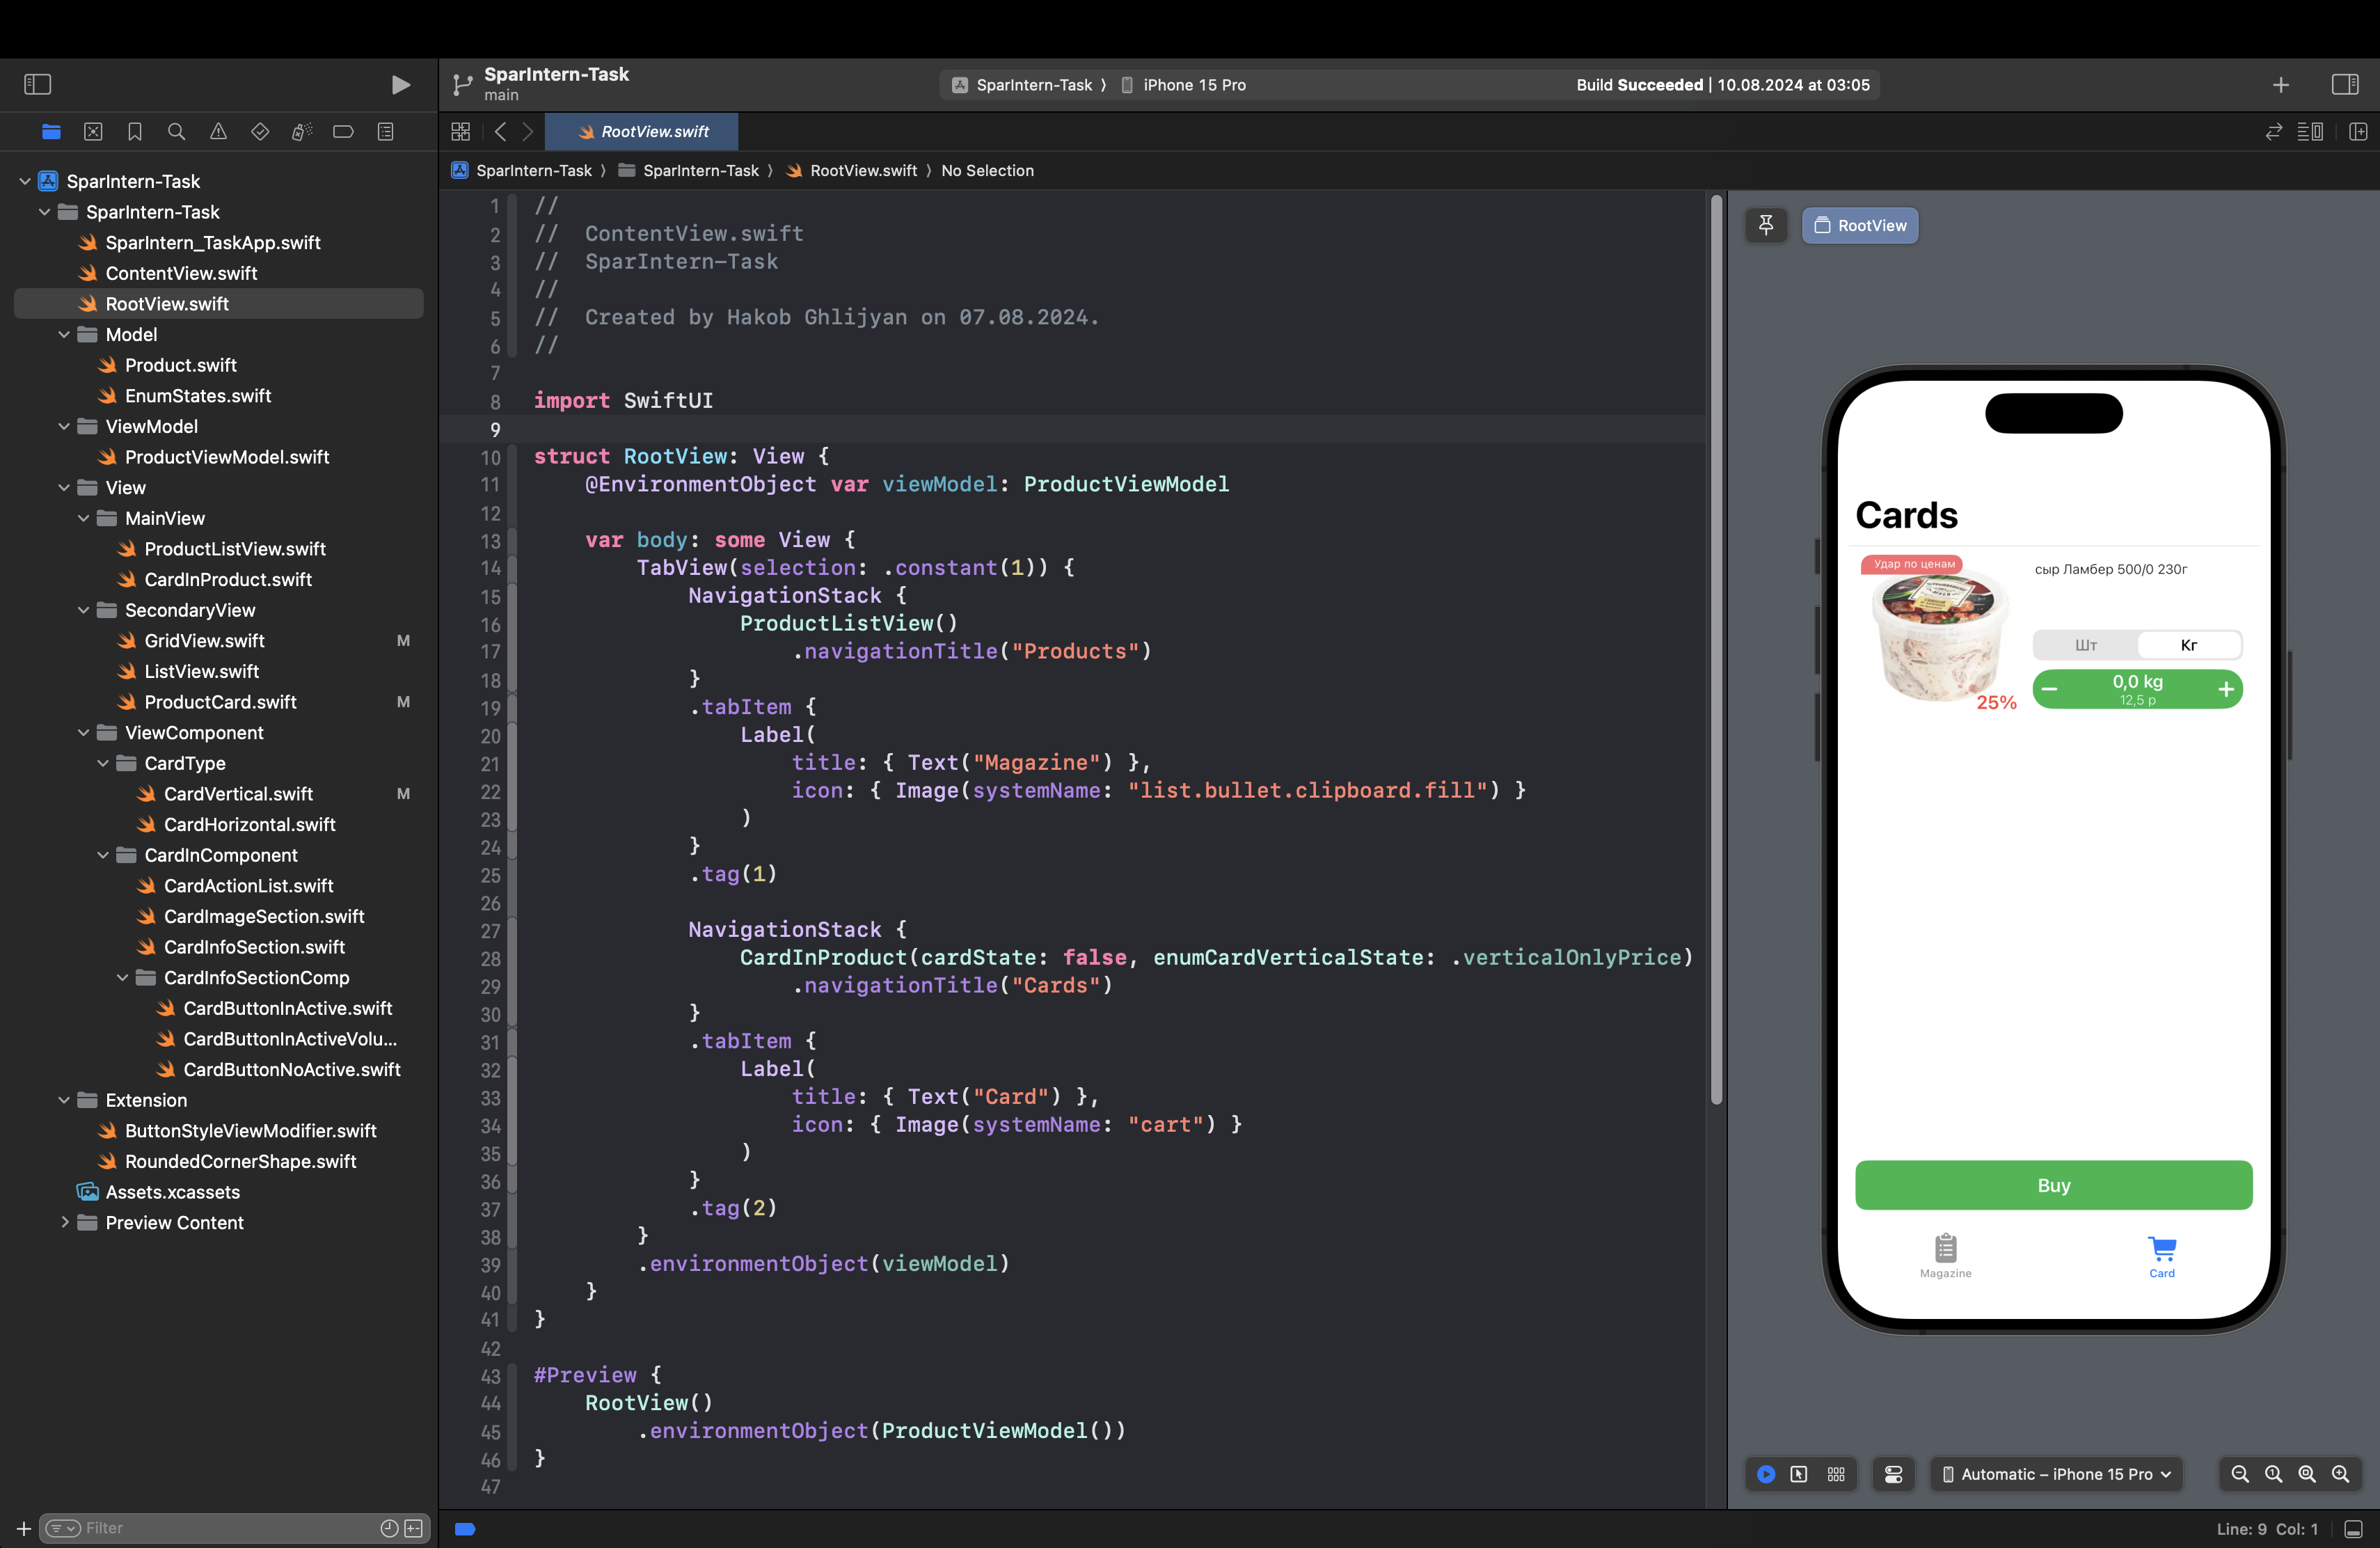 SparIntern-Task
main
SparIntern-Task ⟩ iPhone 15 Pro
Build Succeeded | 10.08.2024 at 03:05
RootView.swift
SparIntern-Task ⟩ SparIntern-Task ⟩ RootView.swift ⟩ No Selection
SparIntern-Task
SparIntern-Task
SparIntern_TaskApp.swift
ContentView.swift
RootView.swift
Model
Product.swift
EnumStates.swift
ViewModel
ProductViewModel.swift
View
MainView
ProductListView.swift
CardInProduct.swift
SecondaryView
GridView.swift M
ListView.swift
ProductCard.swift M
ViewComponent
CardType
CardVertical.swift M
CardHorizontal.swift
CardInComponent
CardActionList.swift
CardImageSection.swift
CardInfoSection.swift
CardInfoSectionComp
CardButtonInActive.swift
CardButtonInActiveVolu...
CardButtonNoActive.swift
Extension
ButtonStyleViewModifier.swift
RoundedCornerShape.swift
Assets.xcassets
Preview Content
Filter
1 //
2 //  ContentView.swift
3 //  SparIntern-Task
4 //
5 //  Created by Hakob Ghlijyan on 07.08.2024.
6 //
7
8 import SwiftUI
9
10 struct RootView: View {
11     @EnvironmentObject var viewModel: ProductViewModel
12
13     var body: some View {
14         TabView(selection: .constant(1)) {
15             NavigationStack {
16                 ProductListView()
17                     .navigationTitle("Products")
18             }
19             .tabItem {
20                 Label(
21                     title: { Text("Magazine") },
22                     icon: { Image(systemName: "list.bullet.clipboard.fill") }
23                 )
24             }
25             .tag(1)
26
27             NavigationStack {
28                 CardInProduct(cardState: false, enumCardVerticalState: .verticalOnlyPrice)
29                     .navigationTitle("Cards")
30             }
31             .tabItem {
32                 Label(
33                     title: { Text("Card") },
34                     icon: { Image(systemName: "cart") }
35                 )
36             }
37             .tag(2)
38         }
39         .environmentObject(viewModel)
40     }
41 }
42
43 #Preview {
44     RootView()
45         .environmentObject(ProductViewModel())
46 }
47
RootView
Cards
Удар по ценам
сыр Ламбер 500/0 230г
Шт Кг
0,0 kg
12,5 р
25%
Buy
Magazine
Card
Automatic – iPhone 15 Pro
Line: 9 Col: 1